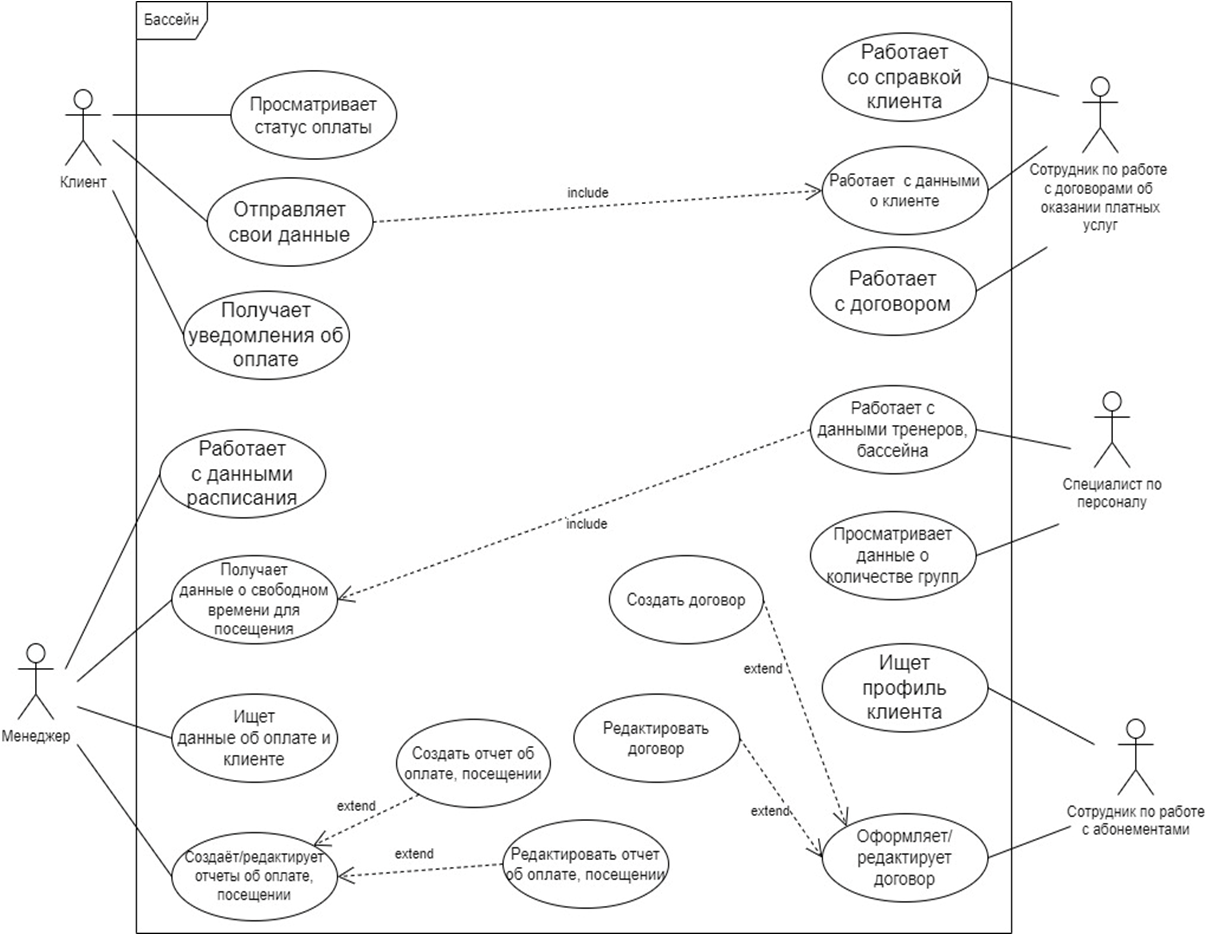 Бассейн
Клиент
Просматривает
статус оплаты
Отправляет
свои данные
include
Получает
уведомления об
оплате
Работает
со справкой
клиента
Работает с данными
о клиенте
Работает
с договором
Сотрудник по работе
с договорами об
оказании платных
услуг
Работает с
данными тренеров,
бассейна
Специалист по
персоналу
Просматривает
данные о
количестве групп
include
Работает
с данными
расписания
Получает
данные о свободном
времени для
посещения
Менеджер
Ищет
данные об оплате и
клиенте
Создаёт/редактирует
отчеты об оплате,
посещении
Создать отчет об
оплате, посещении
extend
Редактировать отчет
об оплате, посещении
extend
Создать договор
extend
Редактировать
договор
extend
Ищет
профиль
клиента
Оформляет/
редактирует
договор
Сотрудник по работе
с абонементами